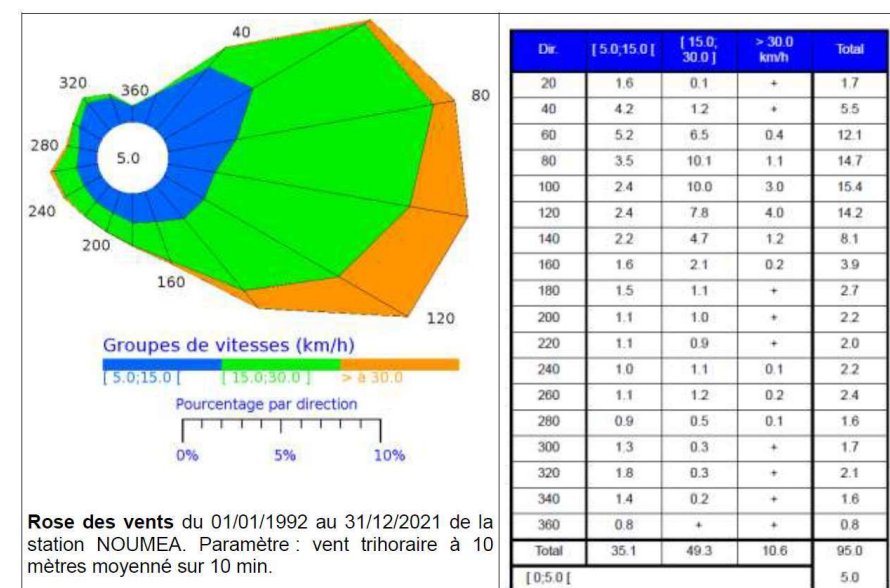 40
80
320
360
280
5.0
240
200
160
120
Groupes de vitesses (km/h)
[ 5.0;15.0 [ [ 15.0;30.0 ] > à 30.0
Pourcentage par direction
0% 5% 10%
Rose des vents du 01/01/1992 au 31/12/2021 de la
station NOUMEA. Paramètre : vent trihoraire à 10
mètres moyenné sur 10 min.
Dir. [ 5.0;15.0 [ [ 15.0; 30.0 ] > 30.0 km/h Total
20 1.6 0.1 + 1.7
40 4.2 1.2 + 5.5
60 5.2 6.5 0.4 12.1
80 3.5 10.1 1.1 14.7
100 2.4 10.0 3.0 15.4
120 2.4 7.8 4.0 14.2
140 2.2 4.7 1.2 8.1
160 1.6 2.1 0.2 3.9
180 1.5 1.1 + 2.7
200 1.1 1.0 + 2.2
220 1.1 0.9 + 2.0
240 1.0 1.1 0.1 2.2
260 1.1 1.2 0.2 2.4
280 0.9 0.5 0.1 1.6
300 1.3 0.3 + 1.7
320 1.8 0.3 + 2.1
340 1.4 0.2 + 1.6
360 0.8 + + 0.8
Total 35.1 49.3 10.6 95.0
[ 0;5.0 [ 5.0